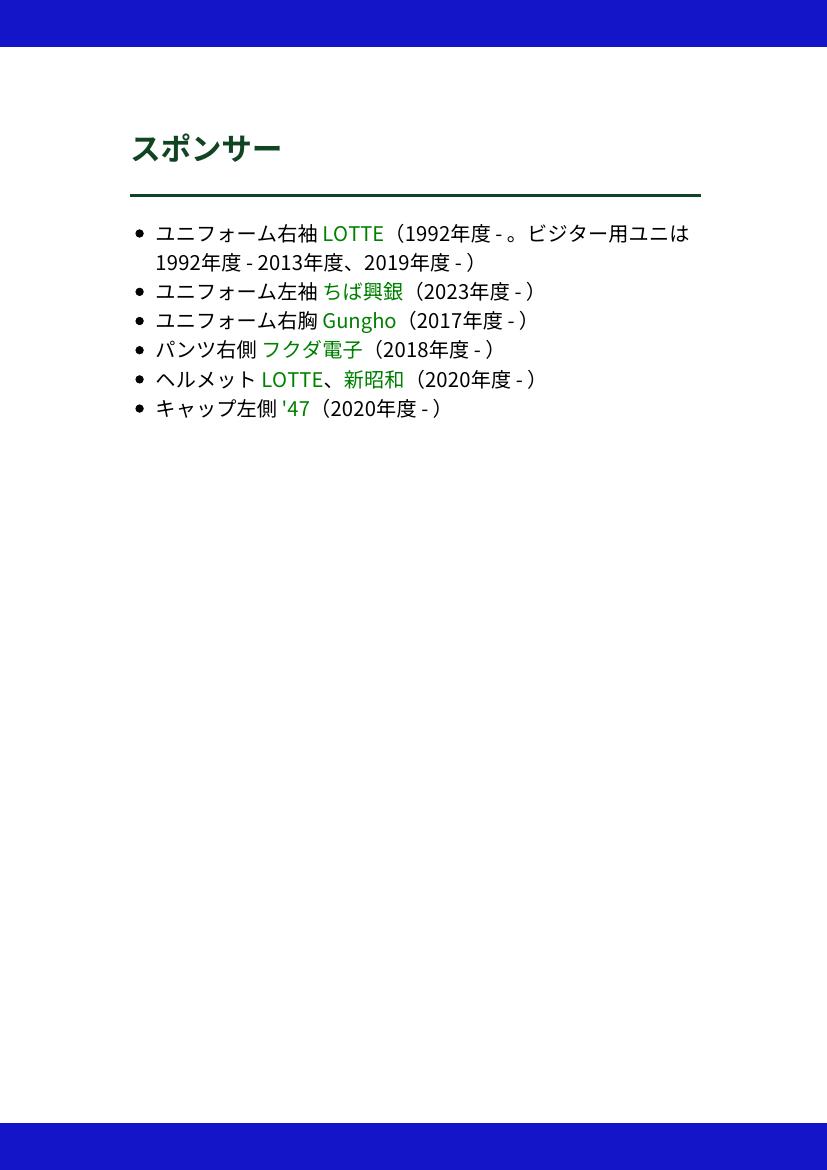 スポンサー
ユニフォーム右袖 LOTTE（1992年度 - 。ビジター用ユニは
1992年度 - 2013年度、2019年度 - ）
ユニフォーム左袖 ちば興銀（2023年度 - ）
ユニフォーム右胸 Gungho（2017年度 - ）
パンツ右側 フクダ電子（2018年度 - ）
ヘルメット LOTTE、新昭和（2020年度 - ）
キャップ左側 '47（2020年度 - ）